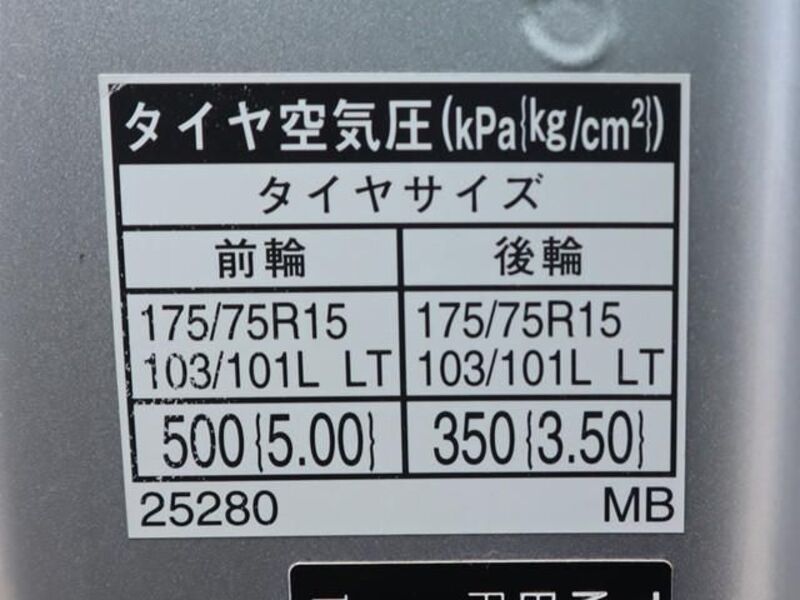 タイヤ空気圧(kPa{kg/cm²})
タイヤサイズ
前輪 後輪
175/75R15 175/75R15
103/101L LT 103/101L LT
500{5.00} 350{3.50}
25280 MB